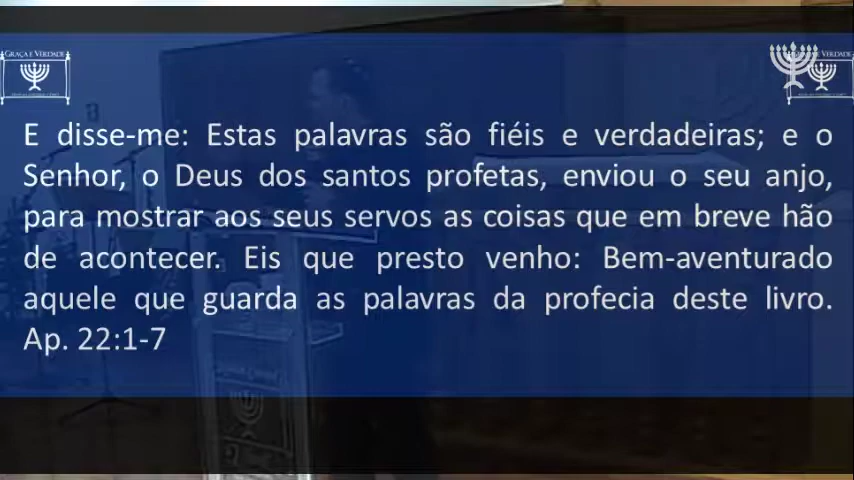 GRAÇA E VERDADE
E disse-me: Estas palavras são fiéis e verdadeiras; e o
Senhor, o Deus dos santos profetas, enviou o seu anjo,
para mostrar aos seus servos as coisas que em breve hão
de acontecer. Eis que presto venho: Bem-aventurado
aquele que guarda as palavras da profecia deste livro.
Ap. 22:1-7